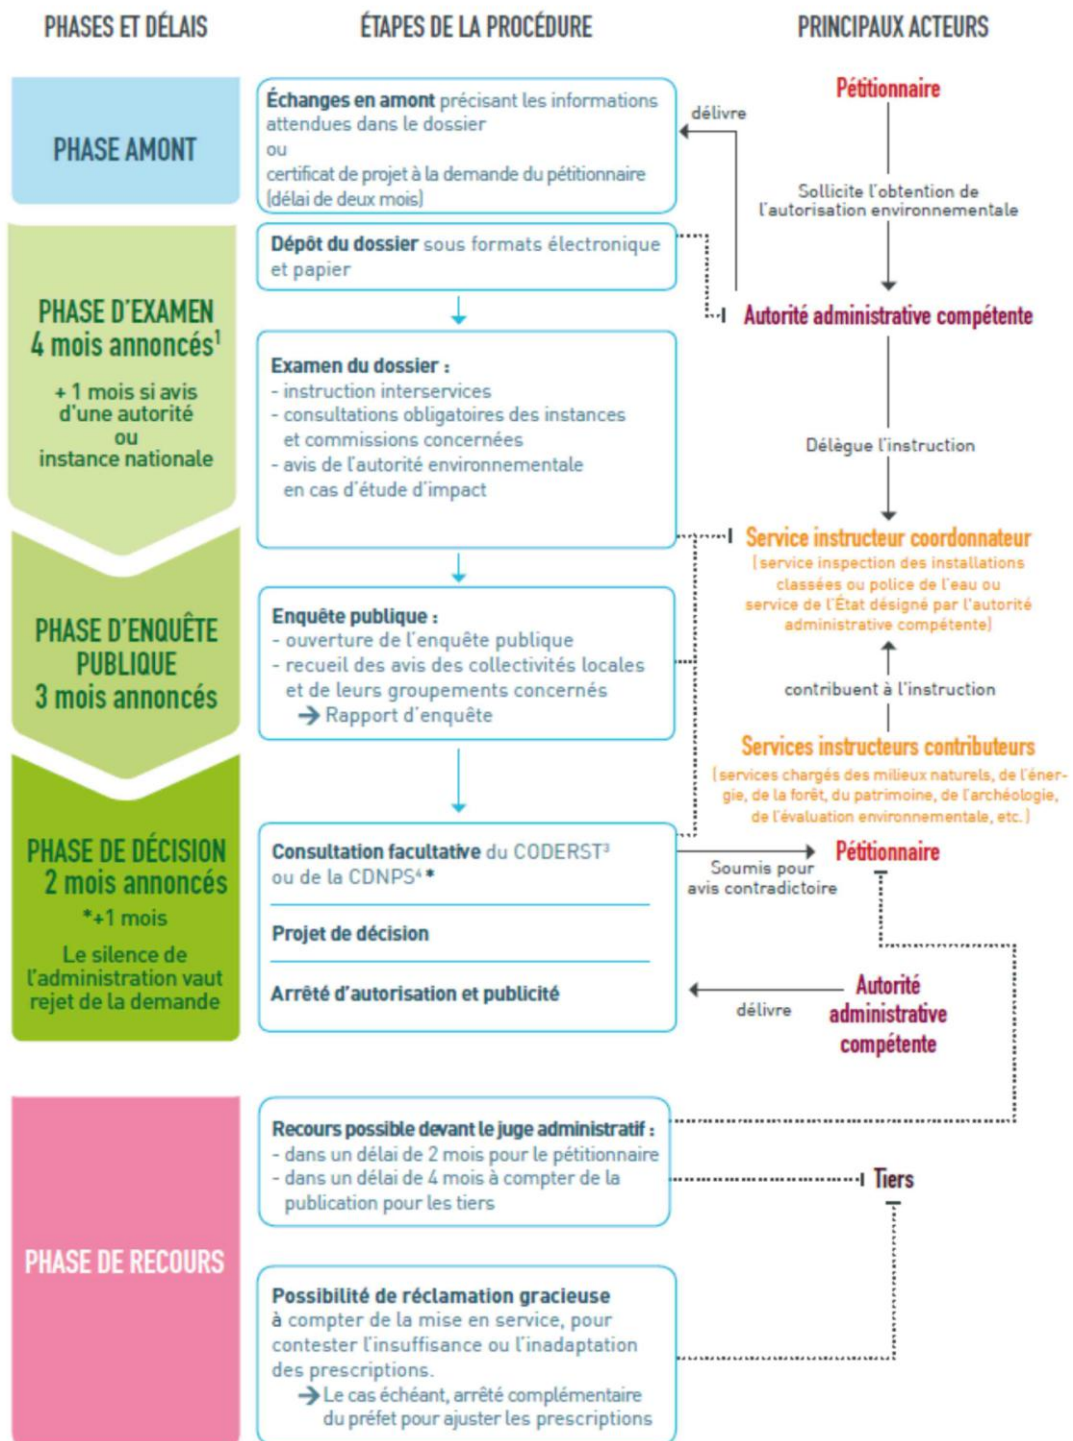 PHASES ET DÉLAIS
ÉTAPES DE LA PROCÉDURE
PRINCIPAUX ACTEURS
PHASE AMONT
Échanges en amont précisant les informations
attendues dans le dossier
ou
certificat de projet à la demande du pétitionnaire
(délai de deux mois)
délivre
Pétitionnaire
Sollicite l'obtention de
l'autorisation environnementale
PHASE D'EXAMEN
4 mois annoncés¹
+ 1 mois si avis
d'une autorité
ou
instance nationale
Dépôt du dossier sous formats électronique
et papier
Autorité administrative compétente
Examen du dossier :
- instruction interservices
- consultations obligatoires des instances
et commissions concernées
- avis de l'autorité environnementale
en cas d'étude d'impact
Délègue l'instruction
Service instructeur coordonnateur
(service inspection des installations
classées ou police de l'eau ou
service de l'État désigné par l'autorité
administrative compétente)
PHASE D'ENQUÊTE
PUBLIQUE
3 mois annoncés
Enquête publique :
- ouverture de l'enquête publique
- recueil des avis des collectivités locales
et de leurs groupements concernés
→ Rapport d'enquête
contribuent à l'instruction
Services instructeurs contributeurs
(services chargés des milieux naturels, de l'éner-
gie, de la forêt, du patrimoine, de l'archéologie,
de l'évaluation environnementale, etc.)
PHASE DE DÉCISION
2 mois annoncés
*+1 mois
Le silence de
l'administration vaut
rejet de la demande
Consultation facultative du CODERST³
ou de la CDNPS⁴ *
Projet de décision
Arrêté d'autorisation et publicité
Pétitionnaire
Soumis pour
avis contradictoire
délivre
Autorité
administrative
compétente
PHASE DE RECOURS
Recours possible devant le juge administratif :
- dans un délai de 2 mois pour le pétitionnaire
- dans un délai de 4 mois à compter de la
publication pour les tiers
Tiers
Possibilité de réclamation gracieuse
à compter de la mise en service, pour
contester l'insuffisance ou l'inadaptation
des prescriptions.
→ Le cas échéant, arrêté complémentaire
du préfet pour ajuster les prescriptions